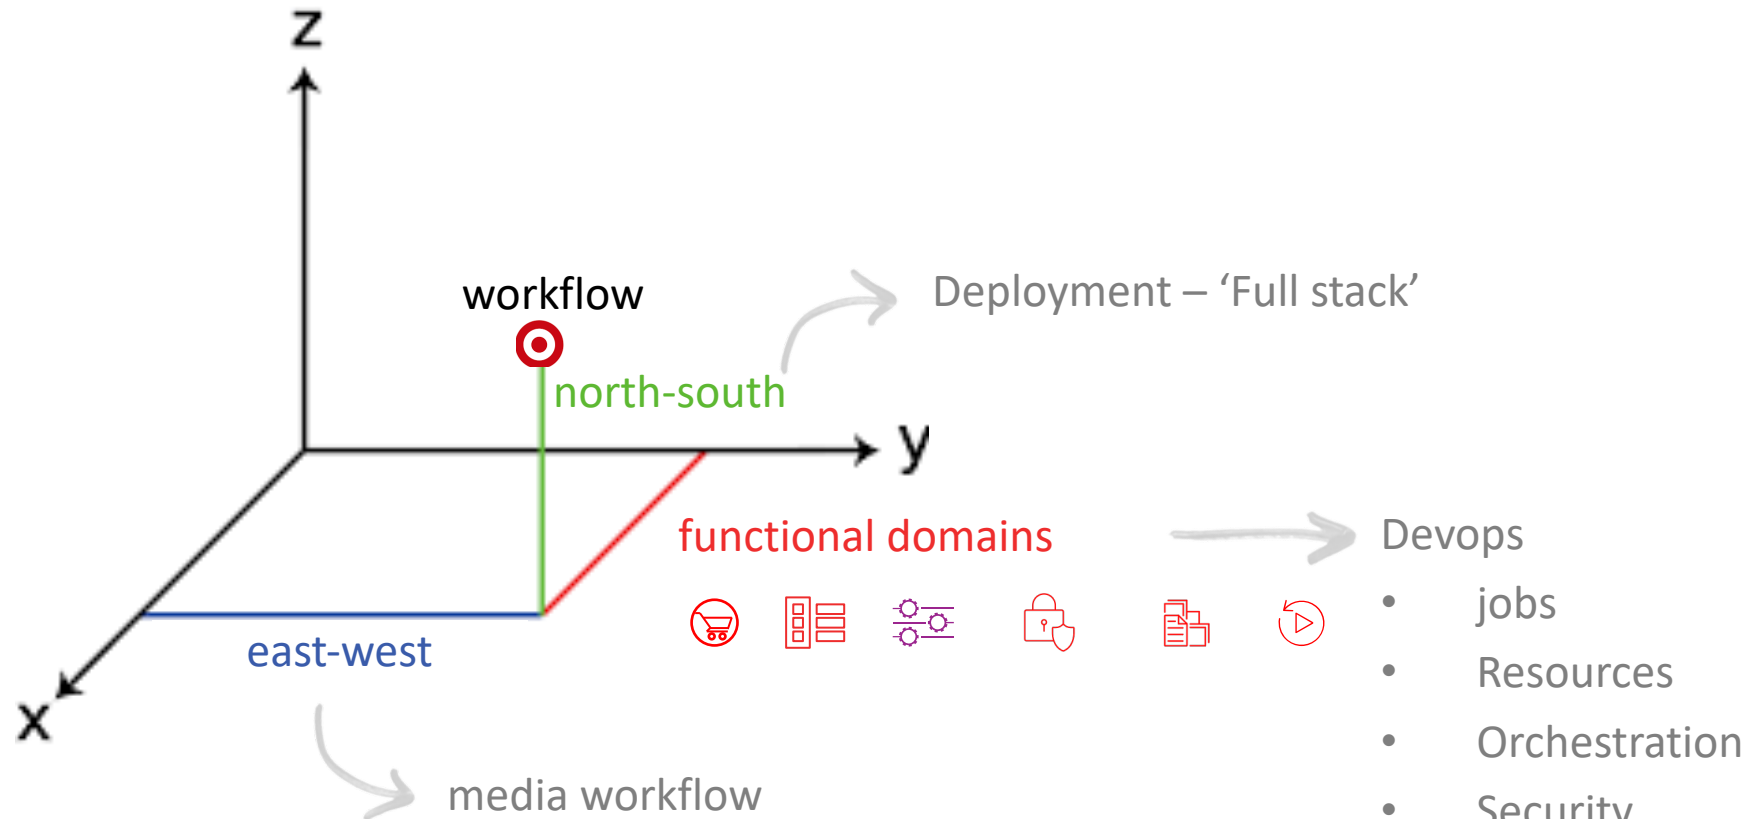 z
workflow
Deployment – ‘Full stack’
north-south
y
functional domains
Devops
• jobs
• Resources
• Orchestration
• Security
east-west
x
media workflow